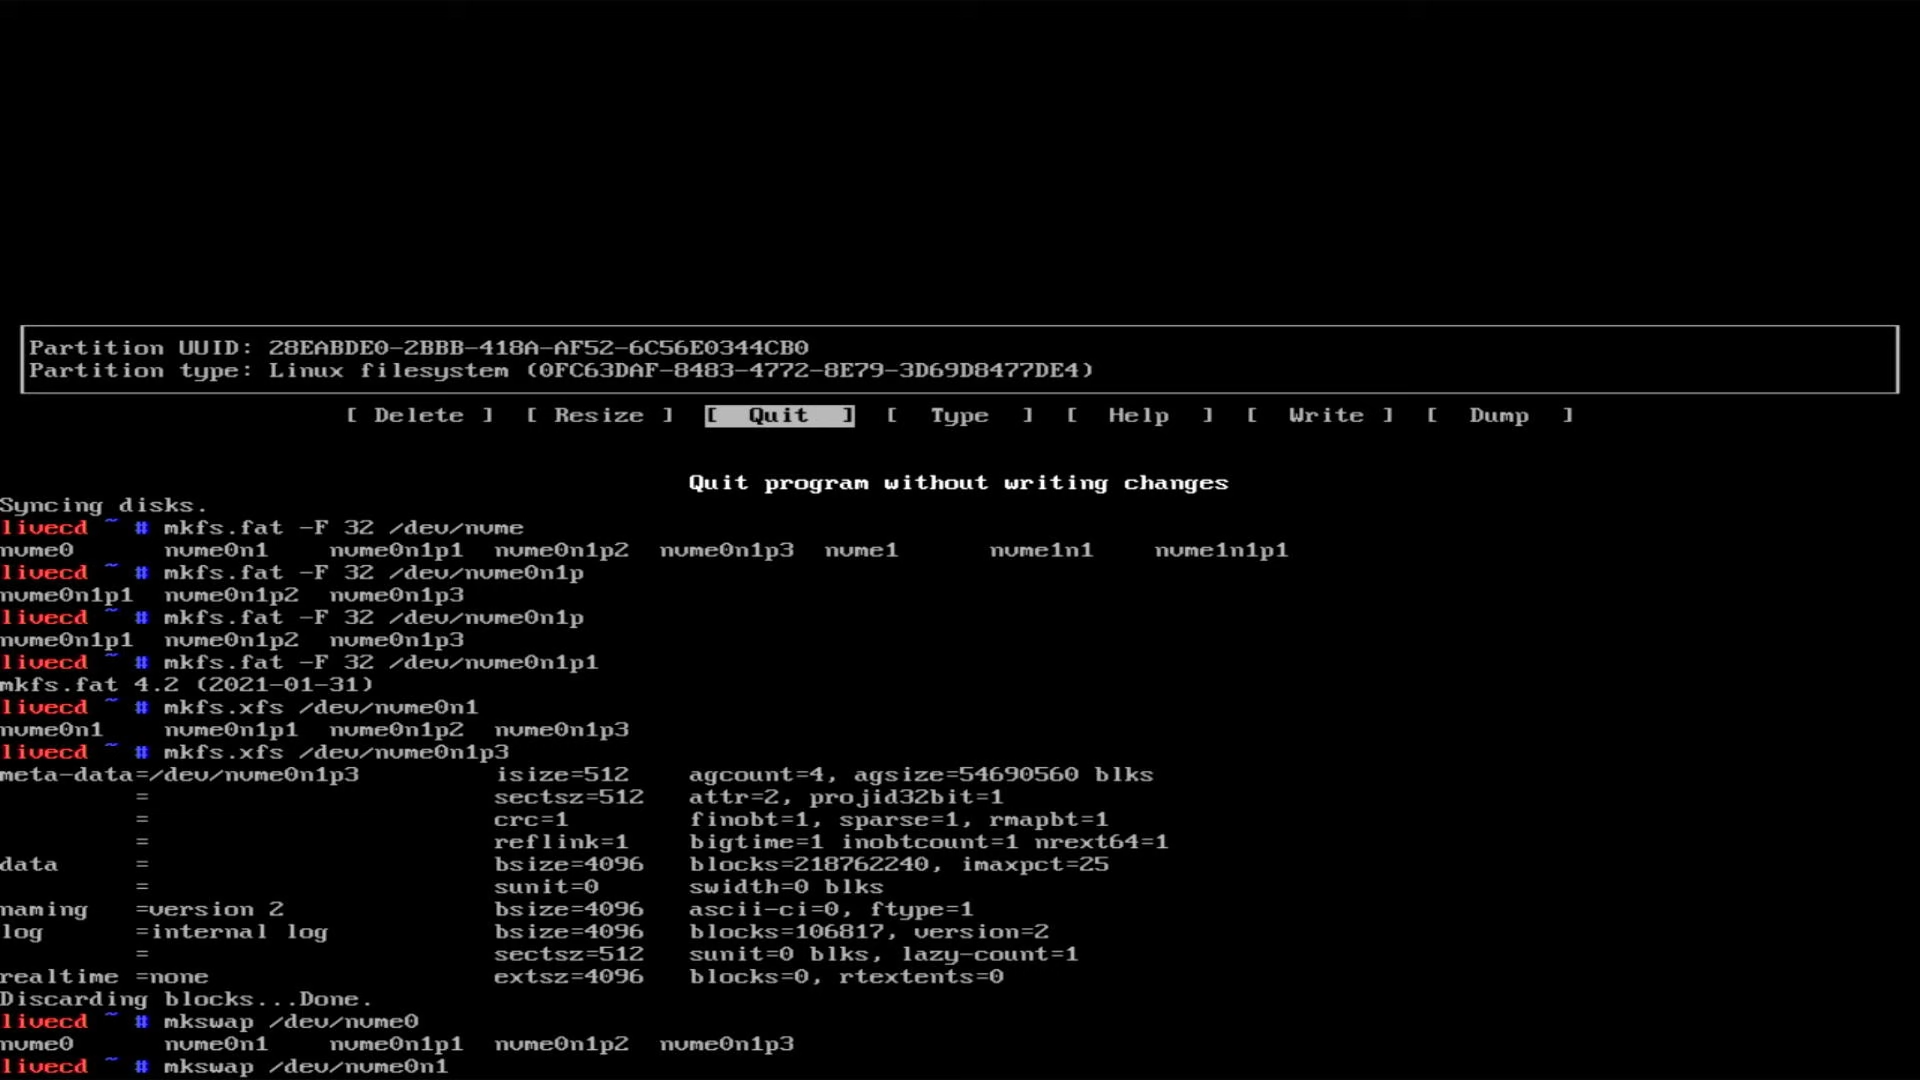 Partition UUID: 28EABDE0-2BBB-418A-AF52-6C56E0344CB0
Partition type: Linux filesystem (0FC63DAF-8483-4772-8E79-3D69D8477DE4)
[ Delete ] [ Resize ] [ Quit ] [ Type ] [ Help ] [ Write ] [ Dump ]
Quit program without writing changes
Syncing disks.
livecd ~ # mkfs.fat -F 32 /dev/nvme
nvme0 nvme0n1 nvme0n1p1 nvme0n1p2 nvme0n1p3 nvme1 nvme1n1 nvme1n1p1
livecd ~ # mkfs.fat -F 32 /dev/nvme0n1p
nvme0n1p1 nvme0n1p2 nvme0n1p3
livecd ~ # mkfs.fat -F 32 /dev/nvme0n1p
nvme0n1p1 nvme0n1p2 nvme0n1p3
livecd ~ # mkfs.fat -F 32 /dev/nvme0n1p1
mkfs.fat 4.2 (2021-01-31)
livecd ~ # mkfs.xfs /dev/nvme0n1
nvme0n1 nvme0n1p1 nvme0n1p2 nvme0n1p3
livecd ~ # mkfs.xfs /dev/nvme0n1p3
meta-data=/dev/nvme0n1p3 isize=512 agcount=4, agsize=54690560 blks
= sectsz=512 attr=2, projid32bit=1
= crc=1 finobt=1, sparse=1, rmapbt=1
= reflink=1 bigtime=1 inobtcount=1 nrext64=1
data = bsize=4096 blocks=218762240, imaxpct=25
= sunit=0 swidth=0 blks
naming =version 2 bsize=4096 ascii-ci=0, ftype=1
log =internal log bsize=4096 blocks=106817, version=2
= sectsz=512 sunit=0 blks, lazy-count=1
realtime =none extsz=4096 blocks=0, rtextents=0
Discarding blocks...Done.
livecd ~ # mkswap /dev/nvme0
nvme0 nvme0n1 nvme0n1p1 nvme0n1p2 nvme0n1p3
livecd ~ # mkswap /dev/nvme0n1